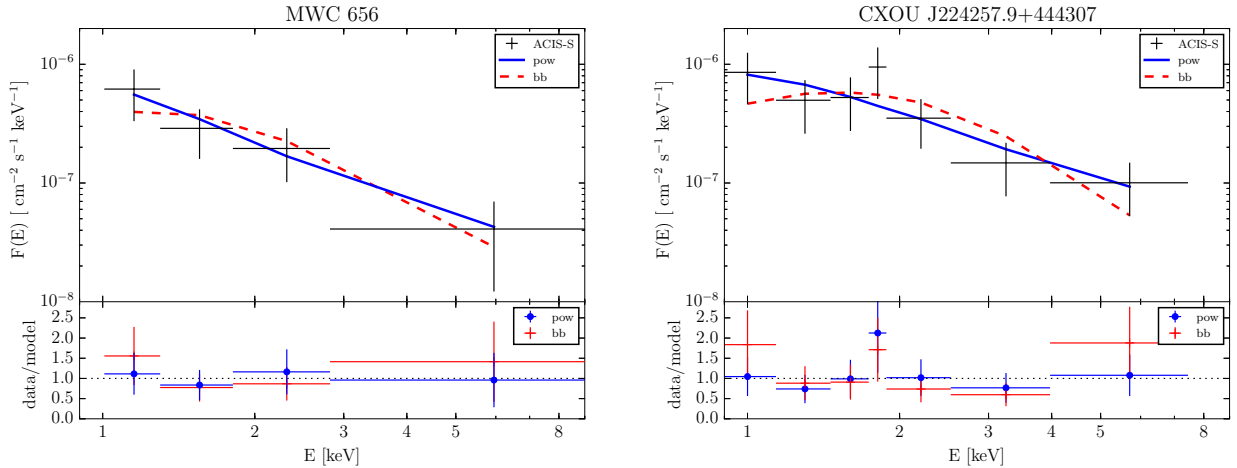 MWC 656
ACIS-S
pow
bb
10⁻⁶
10⁻⁷
10⁻⁸
F(E) [ cm⁻² s⁻¹ keV⁻¹]
pow
bb
2.5
2.0
1.5
1.0
0.5
0.0
data/model
1 2 3 4 5 6 8
E [keV]
CXOU J224257.9+444307
ACIS-S
pow
bb
10⁻⁶
10⁻⁷
10⁻⁸
F(E) [ cm⁻² s⁻¹ keV⁻¹]
pow
bb
2.5
2.0
1.5
1.0
0.5
0.0
data/model
1 2 3 4 5 6 8
E [keV]